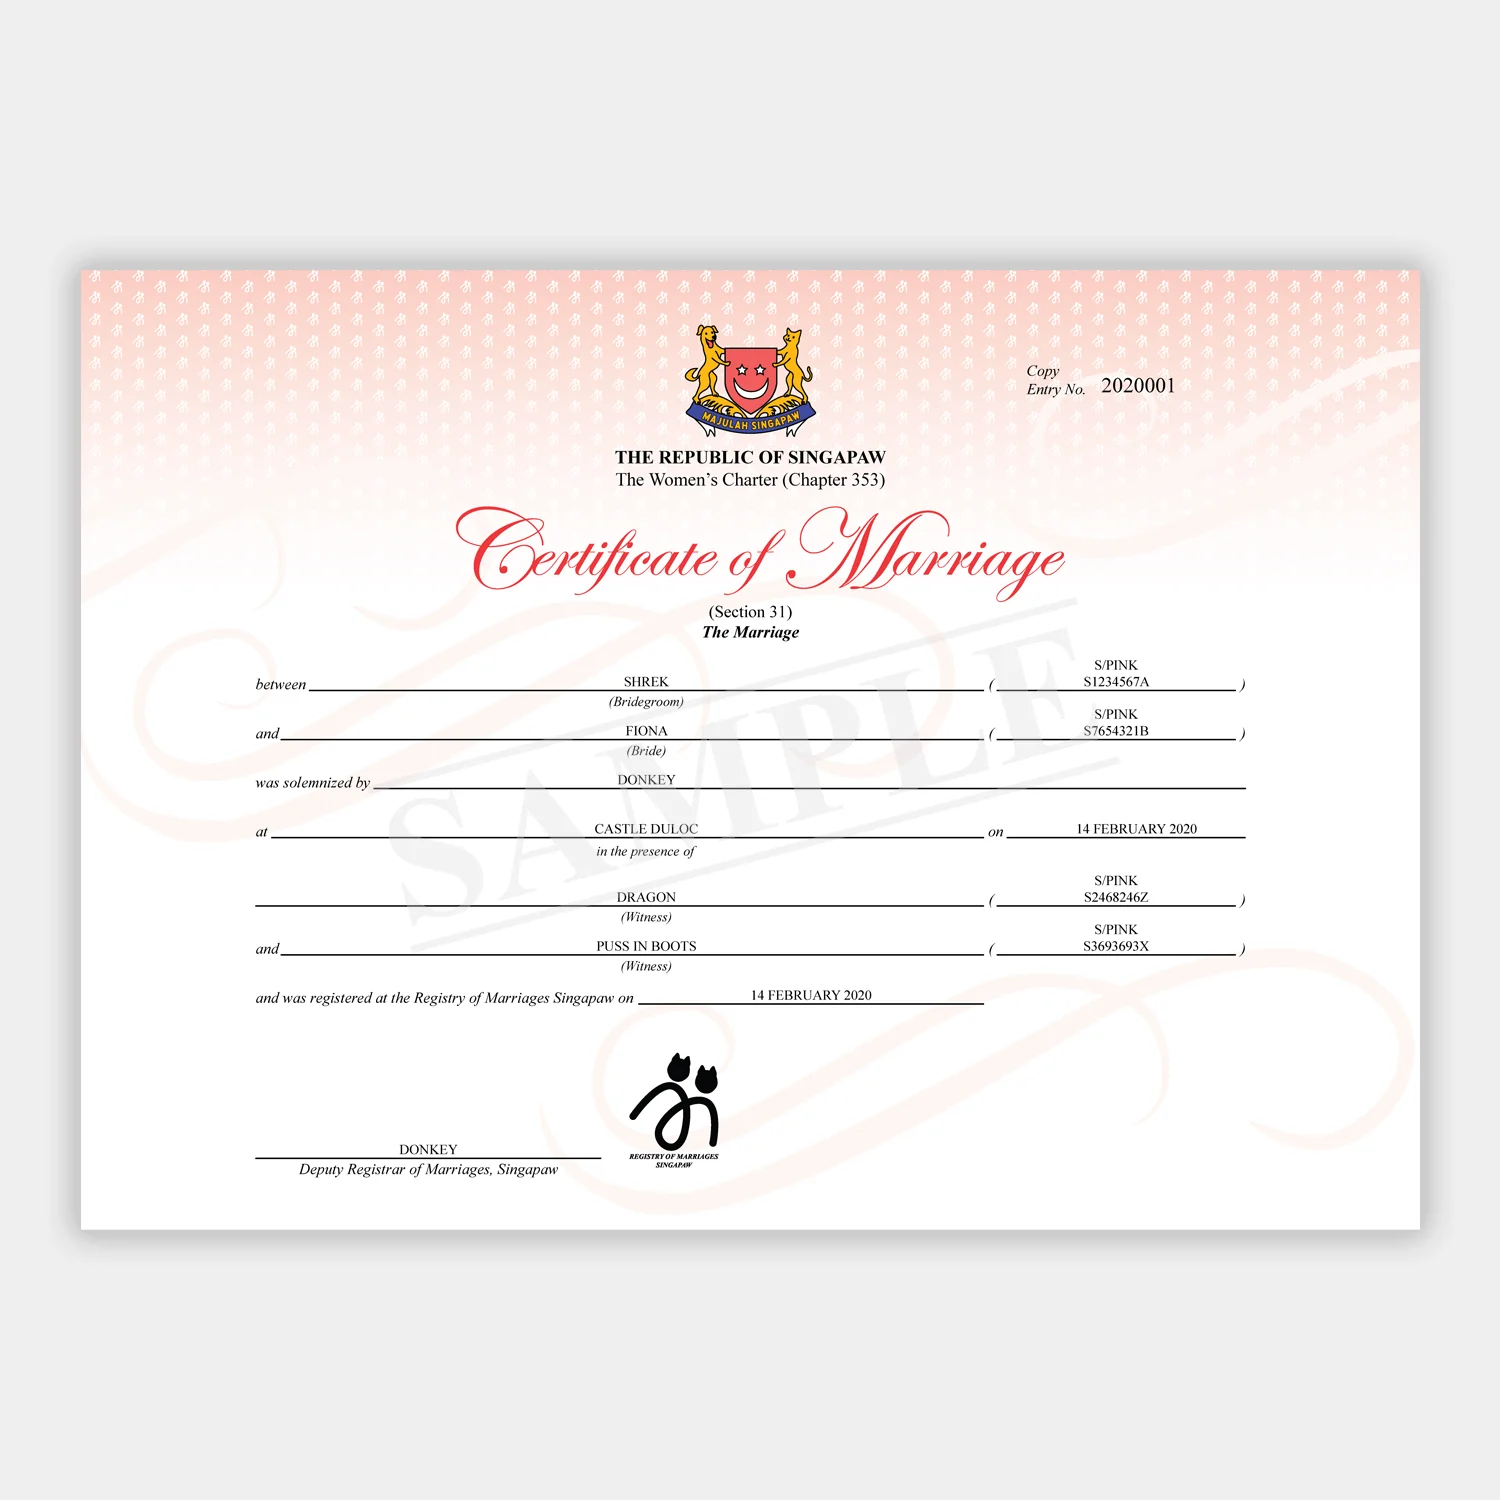 MAJULAH SINGAPAW
Copy
Entry No. 2020001
THE REPUBLIC OF SINGAPAW
The Women's Charter (Chapter 353)
Certificate of Marriage
(Section 31)
The Marriage
S/PINK
between SHREK ( S1234567A )
(Bridegroom)
S/PINK
and FIONA ( S7654321B )
(Bride)
was solemnized by DONKEY
at CASTLE DULOC on 14 FEBRUARY 2020
in the presence of
S/PINK
DRAGON ( S2468246Z )
(Witness)
S/PINK
and PUSS IN BOOTS ( S3693693X )
(Witness)
and was registered at the Registry of Marriages Singapaw on 14 FEBRUARY 2020
SAMPLE
DONKEY
Deputy Registrar of Marriages, Singapaw
REGISTRY OF MARRIAGES
SINGAPAW